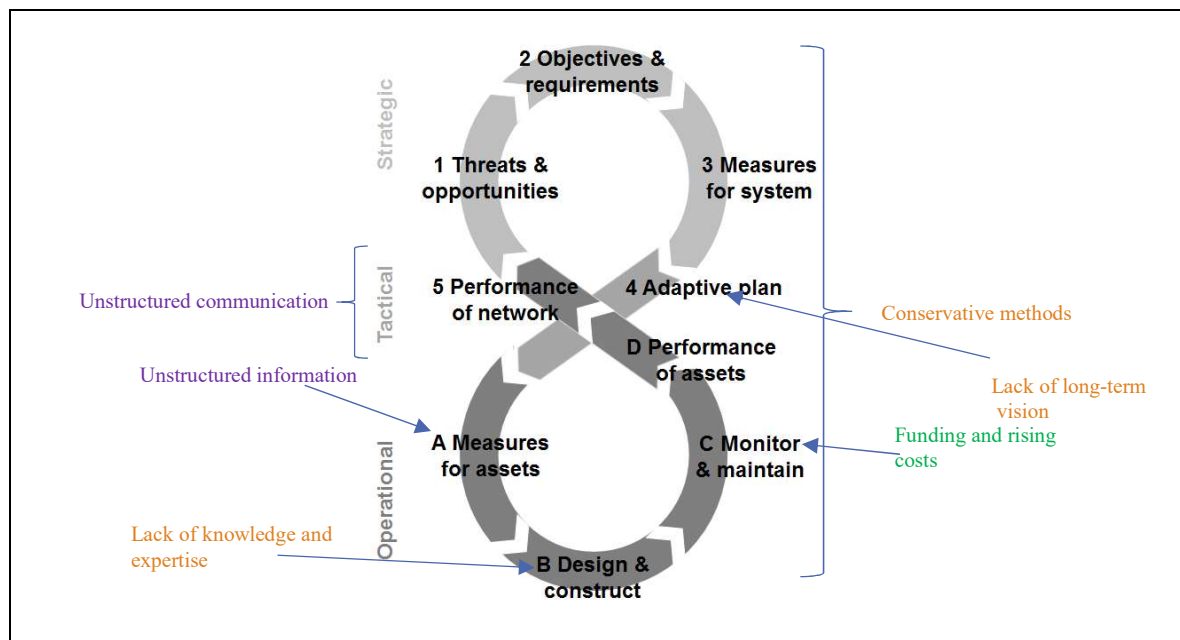 Strategic
2 Objectives &
requirements
1 Threats &
opportunities
3 Measures
for system
Tactical
Unstructured communication
5 Performance
of network
4 Adaptive plan
Conservative methods
D Performance
of assets
Unstructured information
Lack of long-term
vision
Operational
A Measures
for assets
C Monitor
& maintain
Funding and rising
costs
Lack of knowledge and
expertise
B Design &
construct